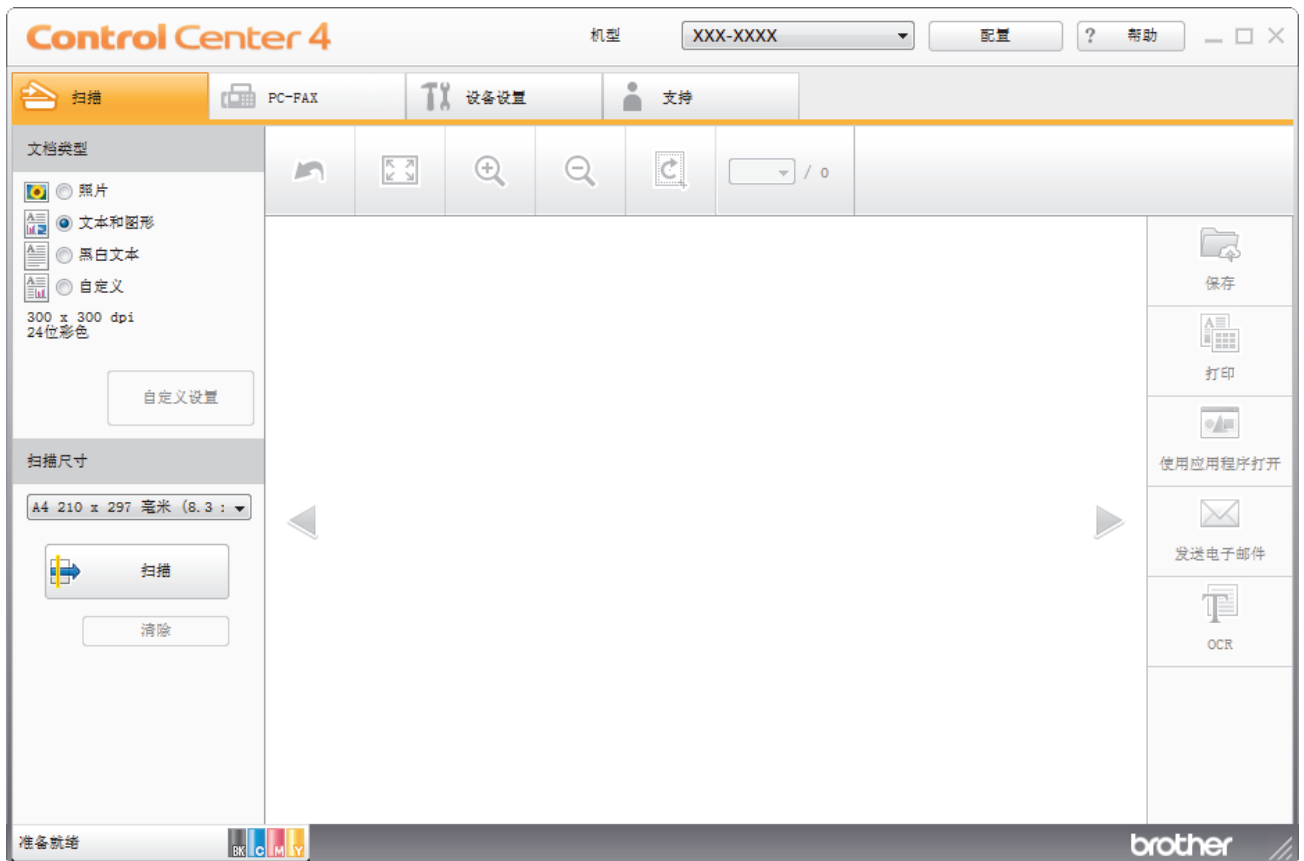 Control Center 4
机型
XXX-XXXX
配置
? 帮助
扫描
PC-FAX
设备设置
支持
文档类型
照片
文本和图形
黑白文本
自定义
300 x 300 dpi
24位彩色
自定义设置
扫描尺寸
A4 210 x 297 毫米 (8.3 :
扫描
清除
/ 0
保存
打印
使用应用程序打开
发送电子邮件
OCR
准备就绪
BK C M Y
brother